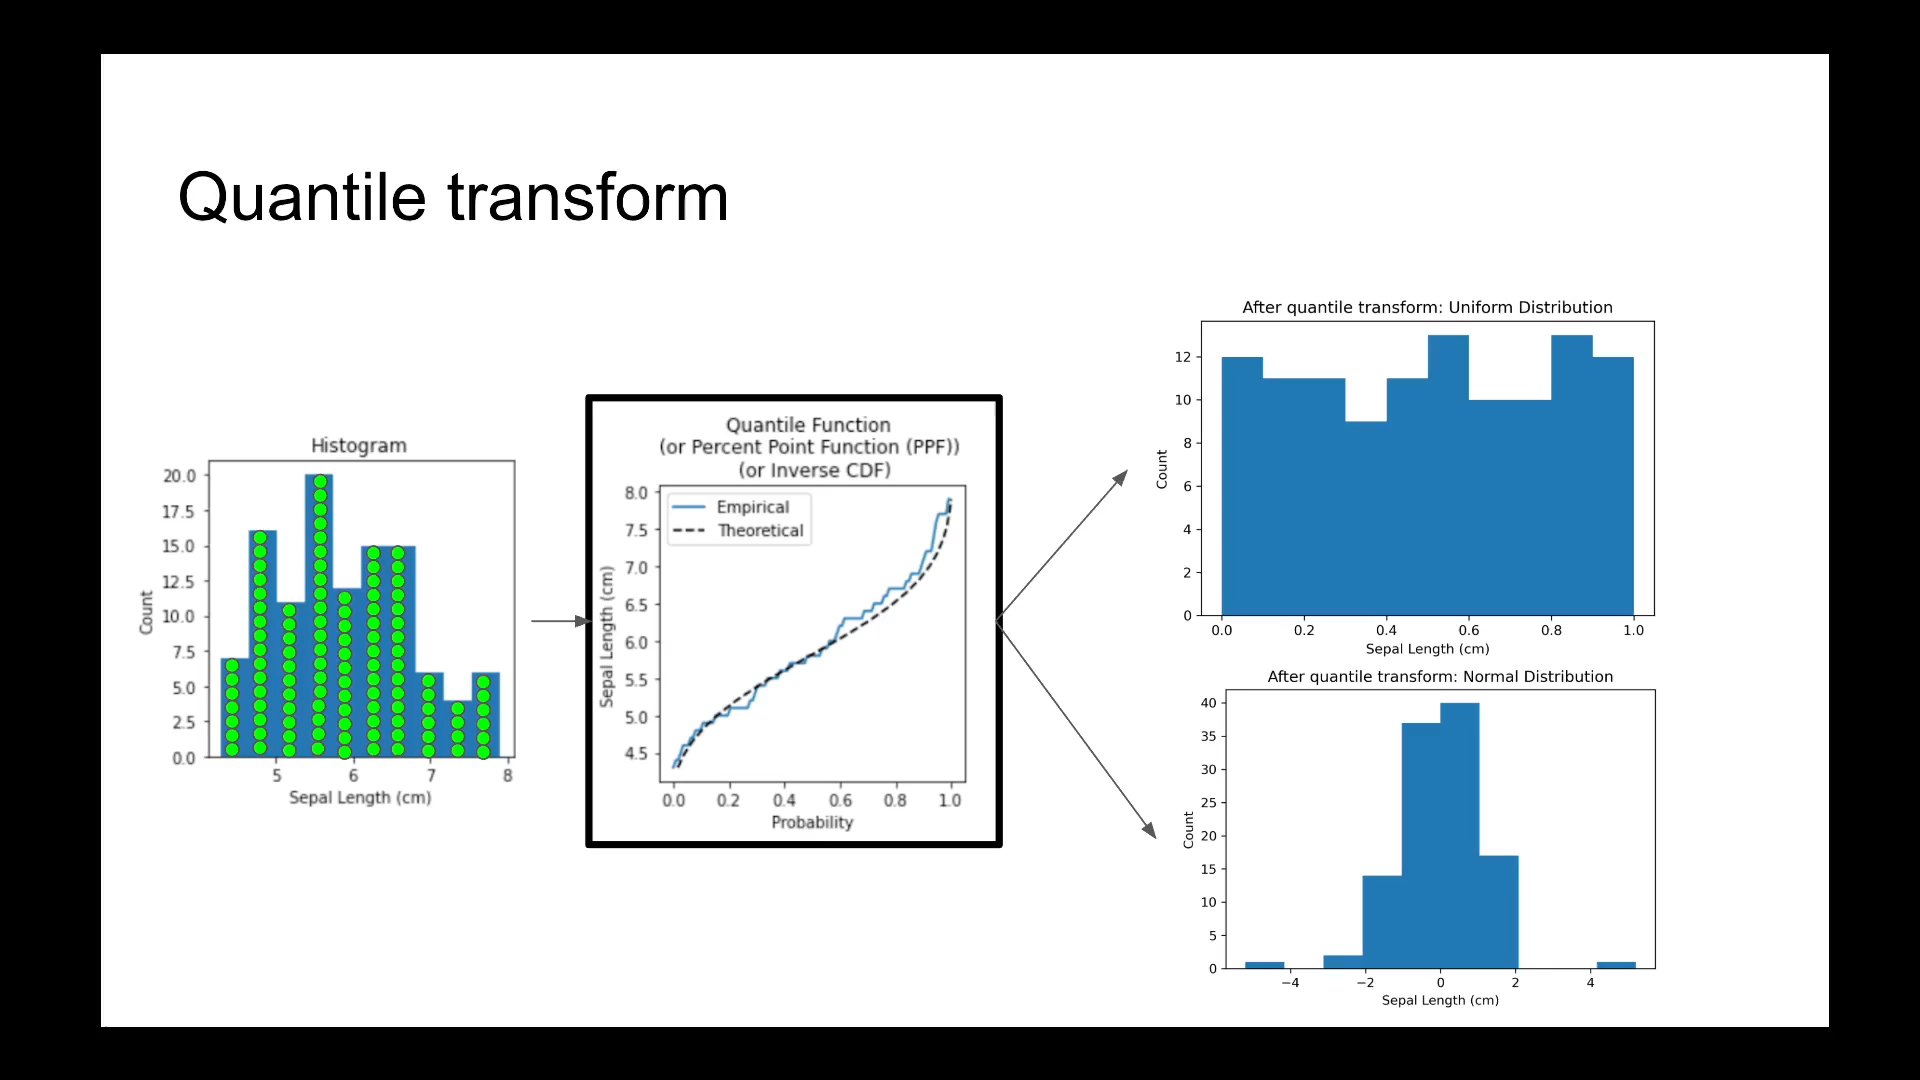 Quantile transform
Histogram
Count
20.0
17.5
15.0
12.5
10.0
7.5
5.0
2.5
0.0
5 6 7 8
Sepal Length (cm)
Quantile Function
(or Percent Point Function (PPF))
(or Inverse CDF)
Empirical
Theoretical
Sepal Length (cm)
8.0
7.5
7.0
6.5
6.0
5.5
5.0
4.5
0.0 0.2 0.4 0.6 0.8 1.0
Probability
After quantile transform: Uniform Distribution
Count
12
10
8
6
4
2
0
0.0 0.2 0.4 0.6 0.8 1.0
Sepal Length (cm)
After quantile transform: Normal Distribution
Count
40
35
30
25
20
15
10
5
0
−4 −2 0 2 4
Sepal Length (cm)